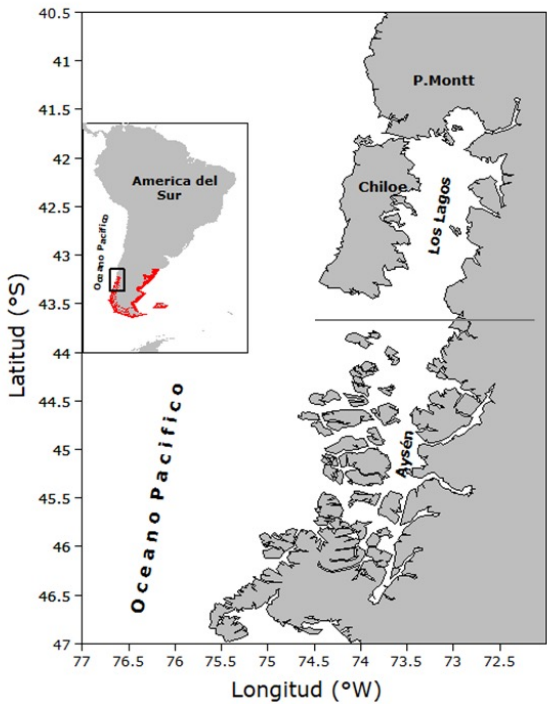 40.5
41
41.5
42
42.5
43
43.5
44
44.5
45
45.5
46
46.5
47
Latitud (°S)
P.Montt
Chiloe
Los Lagos
America del
Sur
Oceano Pacifico
Oceano Pacifico
Aysén
77
76.5
76
75.5
75
74.5
74
73.5
73
72.5
Longitud (°W)